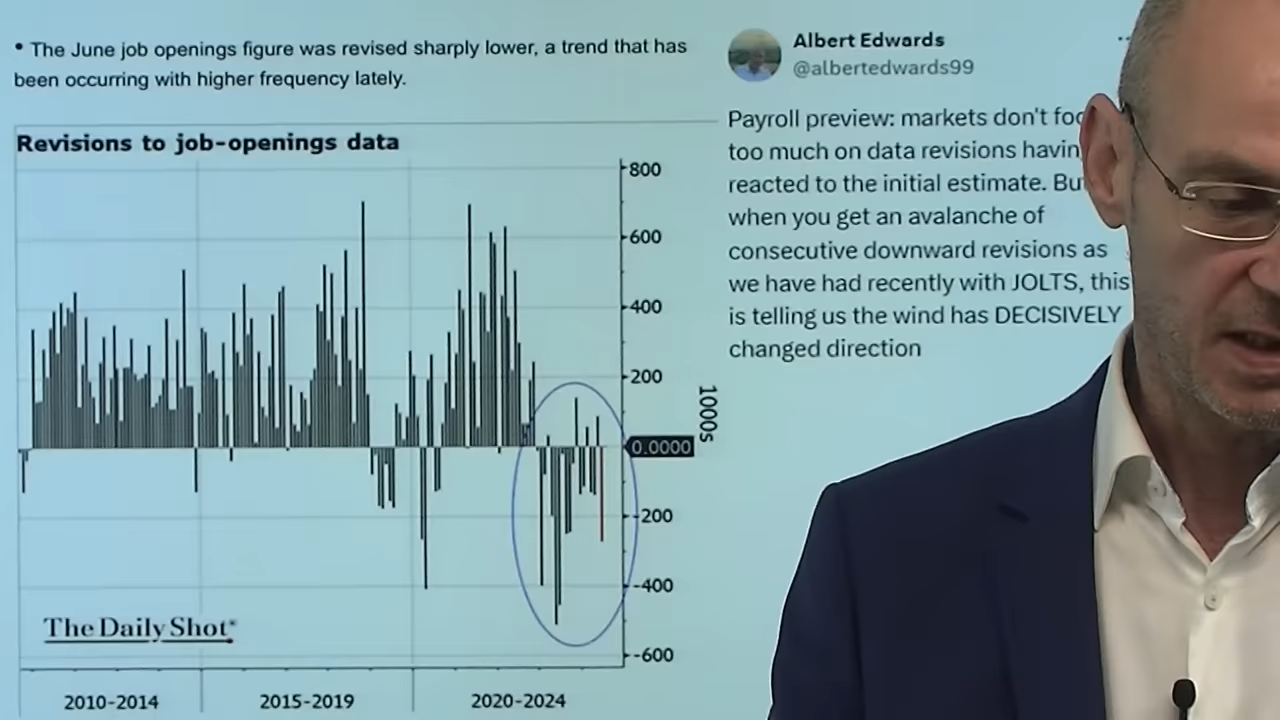 • The June job openings figure was revised sharply lower, a trend that has
been occurring with higher frequency lately.
Revisions to job-openings data
800
600
400
200
0.0000
-200
-400
-600
1000s
The Daily Shot
2010-2014
2015-2019
2020-2024
Albert Edwards
@albertedwards99
Payroll preview: markets don't
too much on data revisions
reacted to the initial estimate.
when you get an avalanche of
consecutive downward revisions as
we have had recently with JOLTS, this
is telling us the wind has DECISIVELY
changed direction